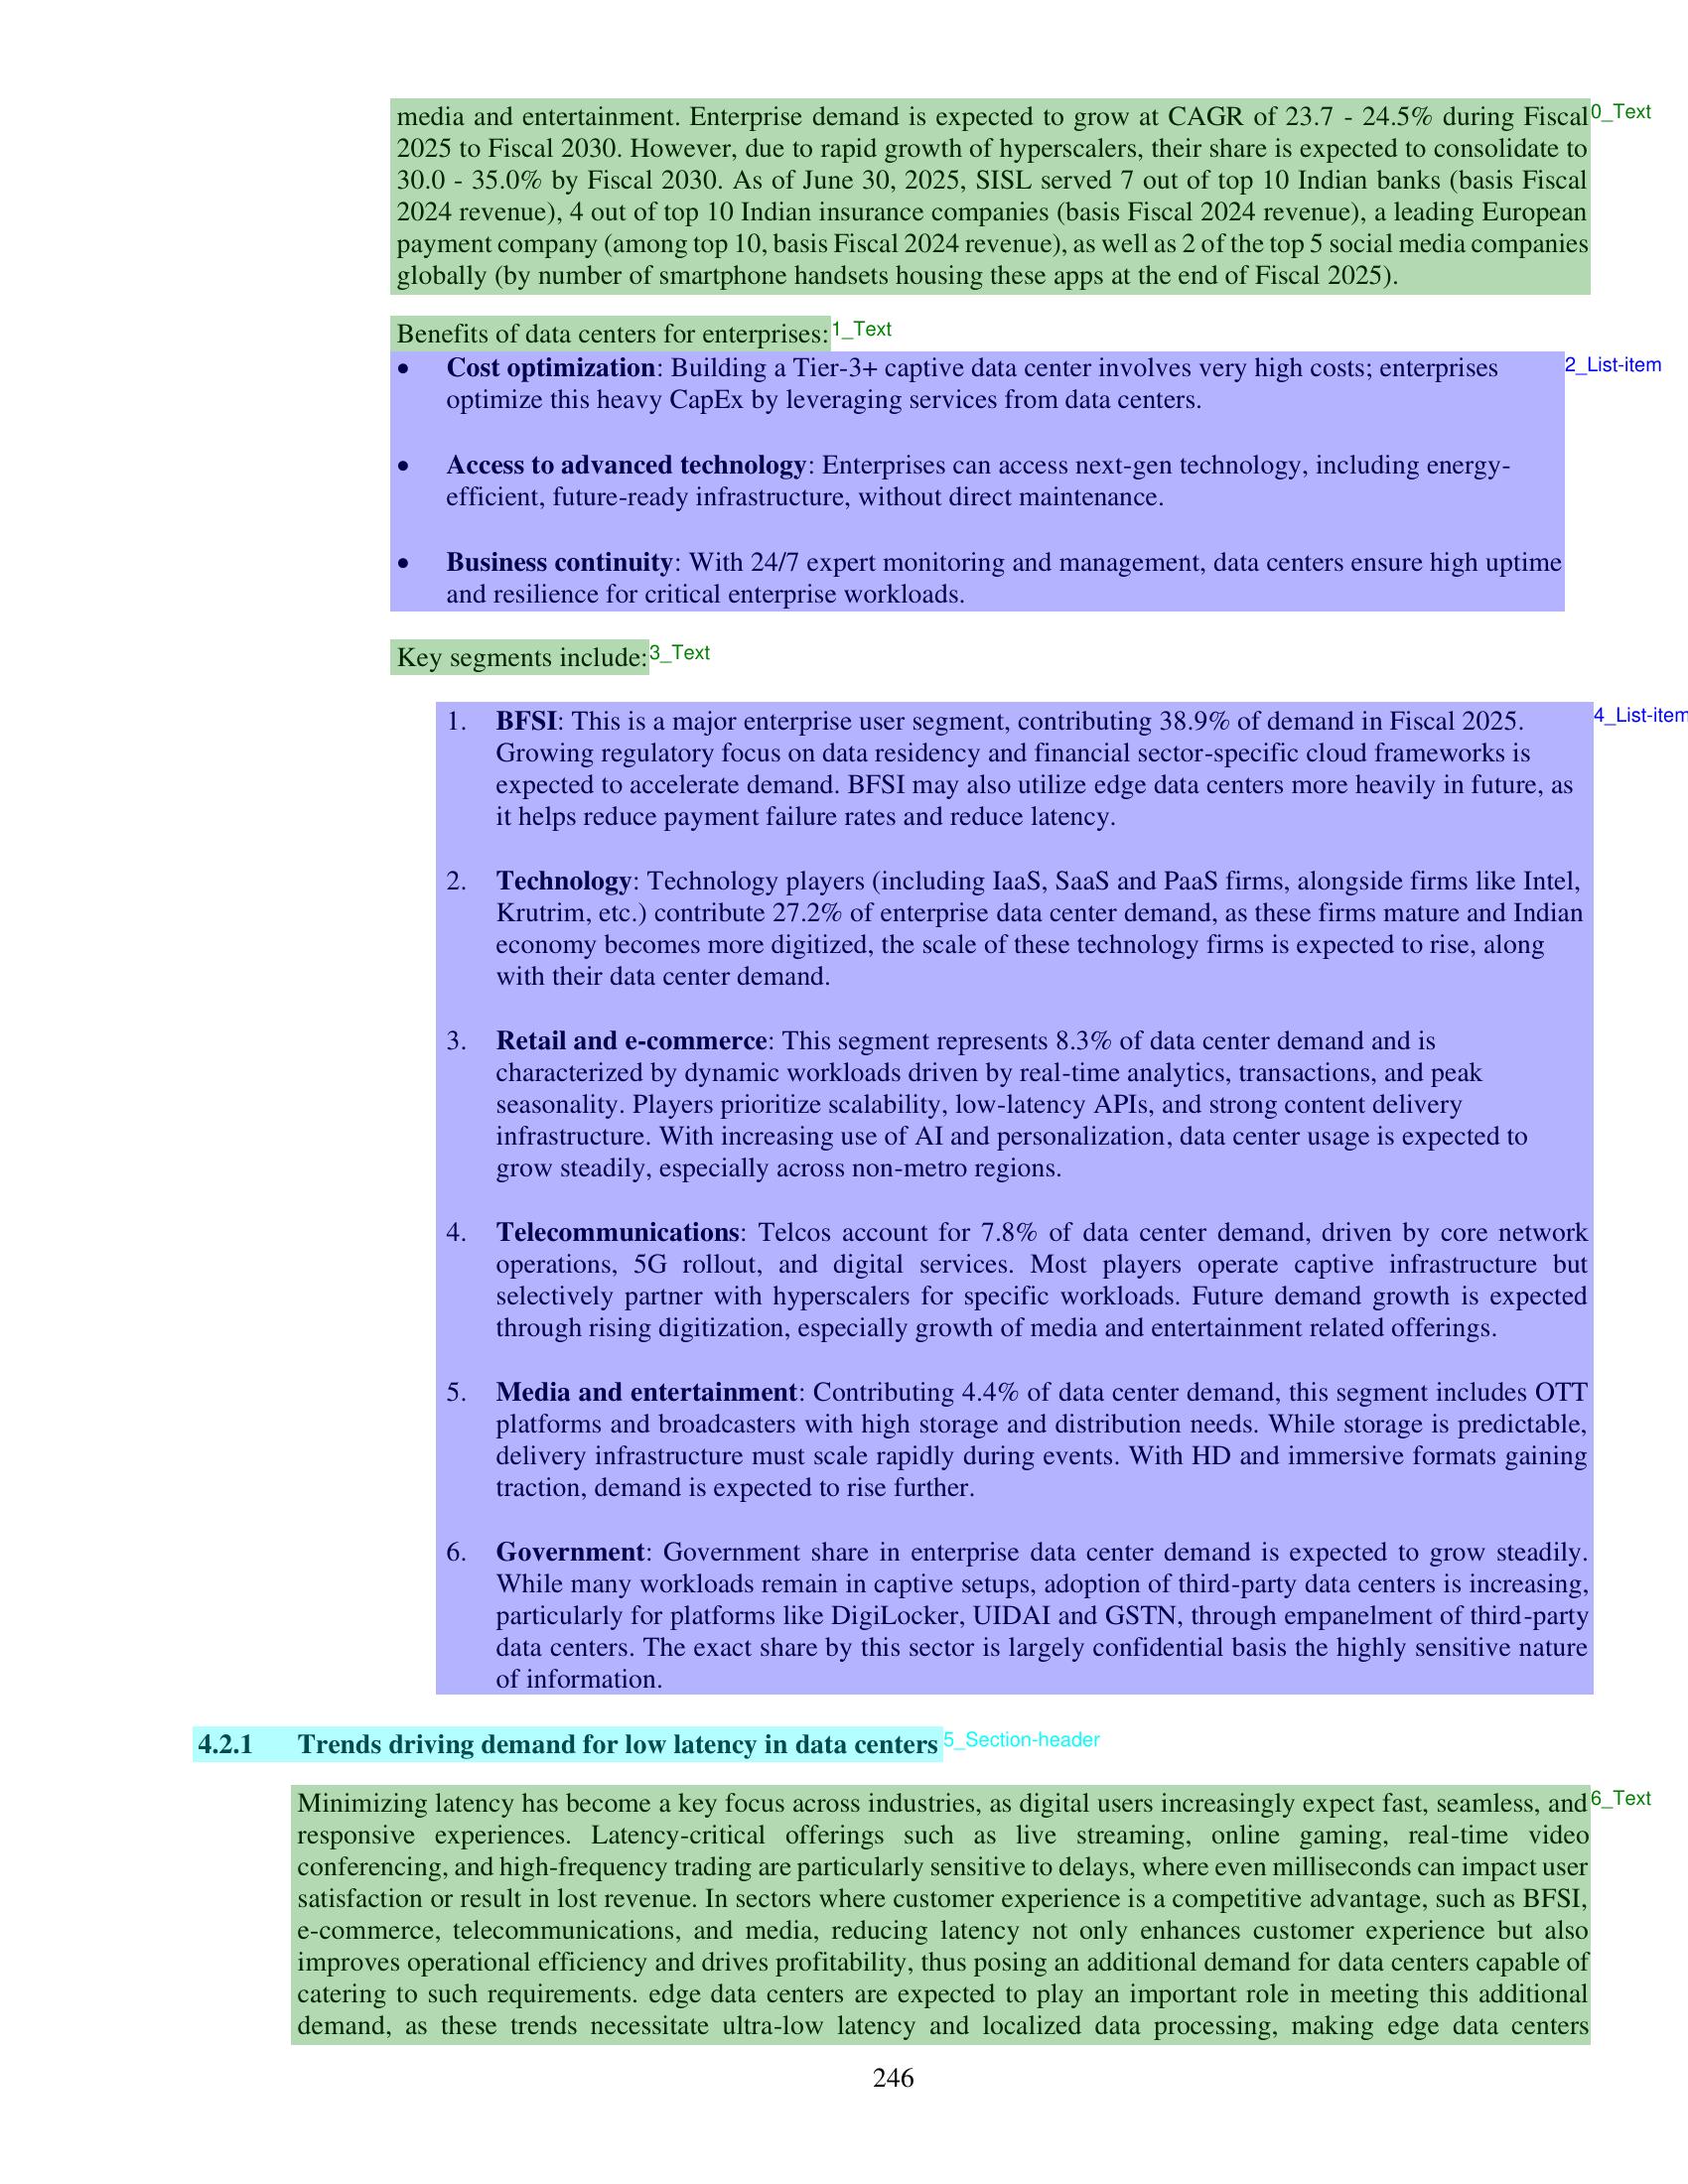 media and entertainment. Enterprise demand is expected to grow at CAGR of 23.7 - 24.5% during Fiscal
0_Text
2025 to Fiscal 2030. However, due to rapid growth of hyperscalers, their share is expected to consolidate to
30.0 - 35.0% by Fiscal 2030. As of June 30, 2025, SISL served 7 out of top 10 Indian banks (basis Fiscal
2024 revenue), 4 out of top 10 Indian insurance companies (basis Fiscal 2024 revenue), a leading European
payment company (among top 10, basis Fiscal 2024 revenue), as well as 2 of the top 5 social media companies
globally (by number of smartphone handsets housing these apps at the end of Fiscal 2025).
Benefits of data centers for enterprises:
1_Text
• Cost optimization: Building a Tier-3+ captive data center involves very high costs; enterprises
2_List-item
optimize this heavy CapEx by leveraging services from data centers.
• Access to advanced technology: Enterprises can access next-gen technology, including energy-
efficient, future-ready infrastructure, without direct maintenance.
• Business continuity: With 24/7 expert monitoring and management, data centers ensure high uptime
and resilience for critical enterprise workloads.
Key segments include:
3_Text
1. BFSI: This is a major enterprise user segment, contributing 38.9% of demand in Fiscal 2025.
4_List-item
Growing regulatory focus on data residency and financial sector-specific cloud frameworks is
expected to accelerate demand. BFSI may also utilize edge data centers more heavily in future, as
it helps reduce payment failure rates and reduce latency.
2. Technology: Technology players (including IaaS, SaaS and PaaS firms, alongside firms like Intel,
Krutrim, etc.) contribute 27.2% of enterprise data center demand, as these firms mature and Indian
economy becomes more digitized, the scale of these technology firms is expected to rise, along
with their data center demand.
3. Retail and e-commerce: This segment represents 8.3% of data center demand and is
characterized by dynamic workloads driven by real-time analytics, transactions, and peak
seasonality. Players prioritize scalability, low-latency APIs, and strong content delivery
infrastructure. With increasing use of AI and personalization, data center usage is expected to
grow steadily, especially across non-metro regions.
4. Telecommunications: Telcos account for 7.8% of data center demand, driven by core network
operations, 5G rollout, and digital services. Most players operate captive infrastructure but
selectively partner with hyperscalers for specific workloads. Future demand growth is expected
through rising digitization, especially growth of media and entertainment related offerings.
5. Media and entertainment: Contributing 4.4% of data center demand, this segment includes OTT
platforms and broadcasters with high storage and distribution needs. While storage is predictable,
delivery infrastructure must scale rapidly during events. With HD and immersive formats gaining
traction, demand is expected to rise further.
6. Government: Government share in enterprise data center demand is expected to grow steadily.
While many workloads remain in captive setups, adoption of third-party data centers is increasing,
particularly for platforms like DigiLocker, UIDAI and GSTN, through empanelment of third-party
data centers. The exact share by this sector is largely confidential basis the highly sensitive nature
of information.
4.2.1 Trends driving demand for low latency in data centers
5_Section-header
Minimizing latency has become a key focus across industries, as digital users increasingly expect fast, seamless, and
6_Text
responsive experiences. Latency-critical offerings such as live streaming, online gaming, real-time video
conferencing, and high-frequency trading are particularly sensitive to delays, where even milliseconds can impact user
satisfaction or result in lost revenue. In sectors where customer experience is a competitive advantage, such as BFSI,
e-commerce, telecommunications, and media, reducing latency not only enhances customer experience but also
improves operational efficiency and drives profitability, thus posing an additional demand for data centers capable of
catering to such requirements. edge data centers are expected to play an important role in meeting this additional
demand, as these trends necessitate ultra-low latency and localized data processing, making edge data centers
246